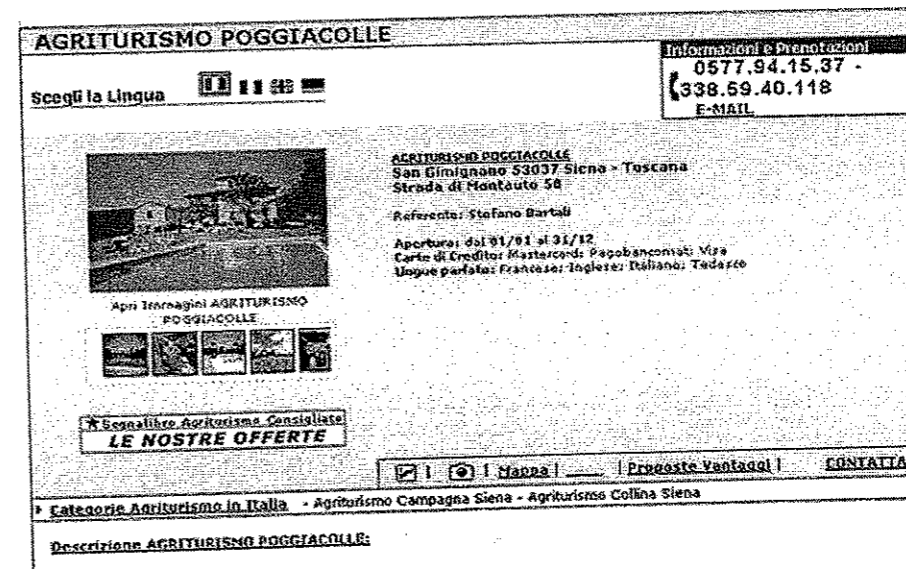 AGRITURISMO POGGIACOLLE
Informazioni e Prenotazioni
0577.94.15.37 -
338.59.40.118
E-MAIL
Scegli la Lingua
AGRITURISMO POGGIACOLLE
San Gimignano 53037 Siena - Toscana
Strada di Montauto 58
Referente: Stefano Bartali
Apertura: dal 01/01 al 31/12
Carte di Credito: Mastercard; Pagobancomat; Visa
Lingue parlate: Francese; Inglese; Italiano; Tedesco
Apri Immagini AGRITURISMO
POGGIACOLLE
Segnalibro Agriturismo Consigliate
LE NOSTRE OFFERTE
| | Mappa | | Proposte Vantaggi | CONTATTA
Categorie Agriturismo in Italia - Agriturismo Campagna Siena - Agriturismo Collina Siena
Descrizione AGRITURISMO POGGIACOLLE: